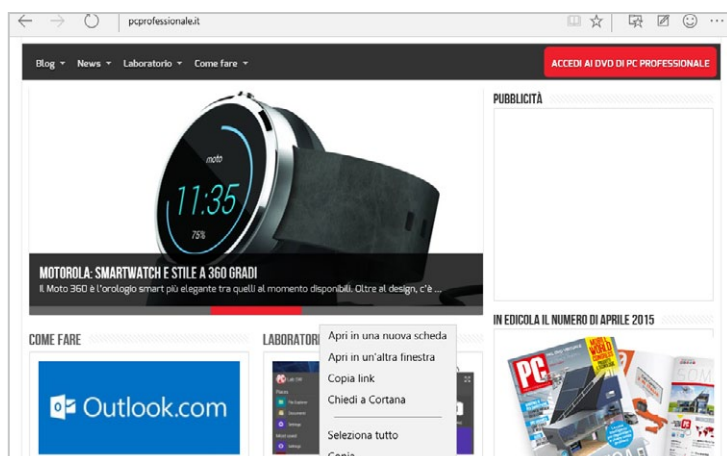 pcprofessionale.it
Blog News Laboratorio Come fare
ACCEDI AI DVD DI PC PROFESSIONALE
moto
11:35
75%
MOTOROLA: SMARTWATCH E STILE A 360 GRADI
Il Moto 360 è l'orologio smart più elegante tra quelli al momento disponibili. Oltre al design, c'è ...
PUBBLICITÀ
IN EDICOLA IL NUMERO DI APRILE 2015
PC
COME FARE
Outlook.com
LABORATORI
Apri in una nuova scheda
Apri in un'altra finestra
Copia link
Chiedi a Cortana
Seleziona tutto
Copia